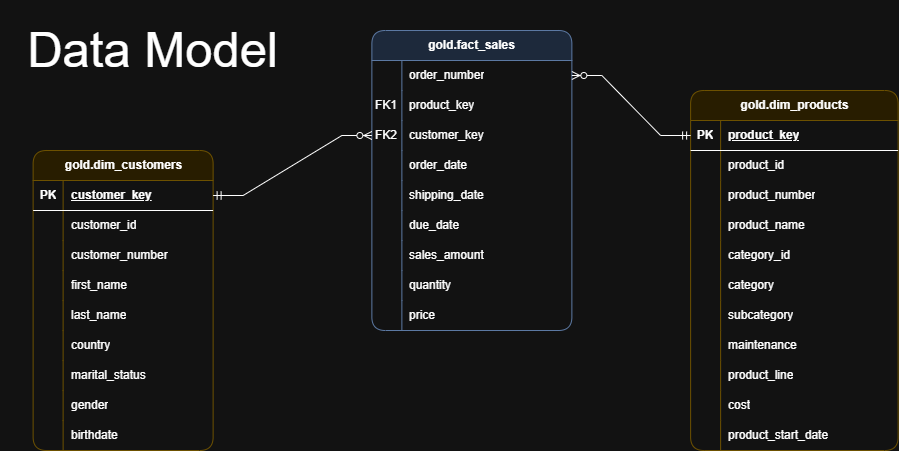 Data Model
gold.fact_sales
order_number
FK1 product_key
FK2 customer_key
order_date
shipping_date
due_date
sales_amount
quantity
price
gold.dim_customers
PK customer_key
customer_id
customer_number
first_name
last_name
country
marital_status
gender
birthdate
gold.dim_products
PK product_key
product_id
product_number
product_name
category_id
category
subcategory
maintenance
product_line
cost
product_start_date